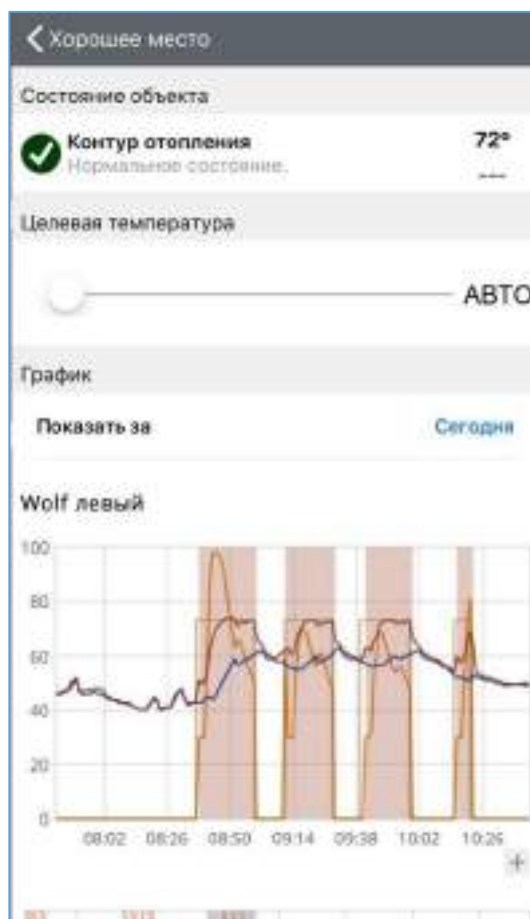 Хорошее место
Состояние объекта
Контур отопления 72°
Нормальное состояние. ---
Целевая температура
АВТО
График
Показать за Сегодня
Wolf левый
100
80
60
40
20
0
08:02 08:26 08:50 09:14 09:38 10:02 10:26
+